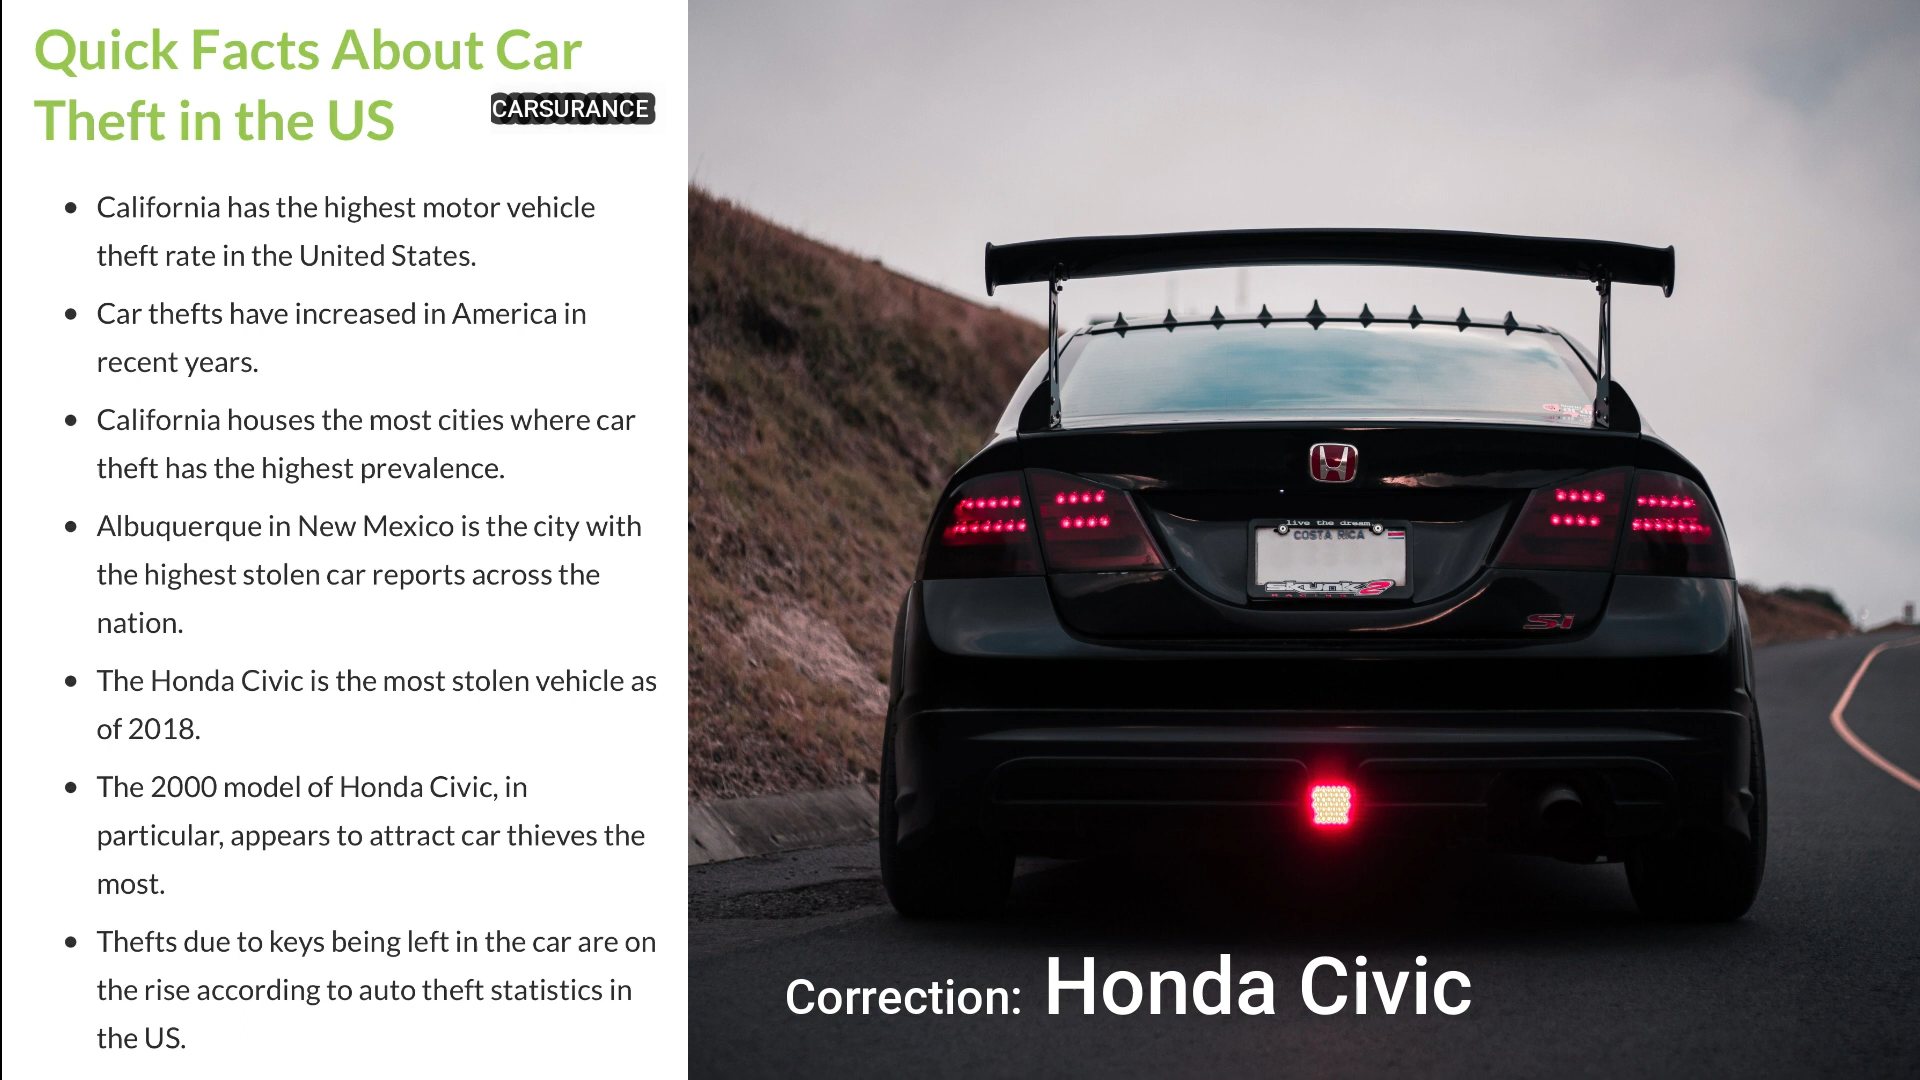 Quick Facts About Car
Theft in the US
CARSURANCE
• California has the highest motor vehicle
theft rate in the United States.
• Car thefts have increased in America in
recent years.
• California houses the most cities where car
theft has the highest prevalence.
• Albuquerque in New Mexico is the city with
the highest stolen car reports across the
nation.
• The Honda Civic is the most stolen vehicle as
of 2018.
• The 2000 model of Honda Civic, in
particular, appears to attract car thieves the
most.
• Thefts due to keys being left in the car are on
the rise according to auto theft statistics in
the US.
live the dream
COSTA RICA
skunk2
RACING
Si
Correction: Honda Civic